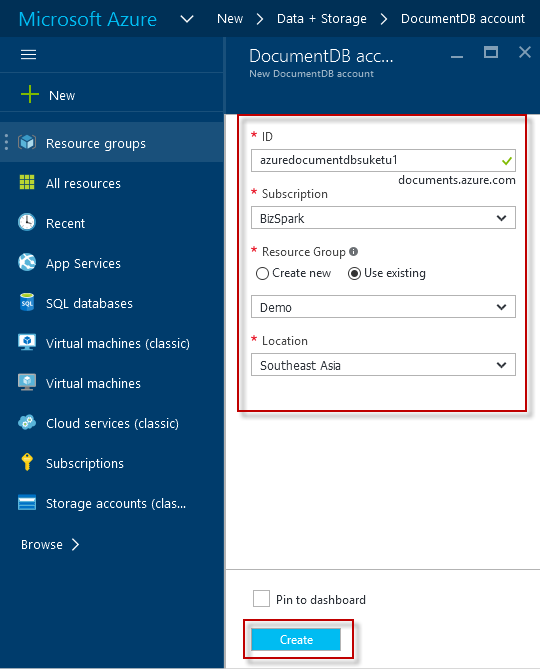 Microsoft Azure New Data + Storage DocumentDB account
New
Resource groups
All resources
Recent
App Services
SQL databases
Virtual machines (classic)
Virtual machines
Cloud services (classic)
Subscriptions
Storage accounts (clas...
Browse
DocumentDB acc...
New DocumentDB account
* ID
azuredocumentdbsuketu1
documents.azure.com
* Subscription
BizSpark
* Resource Group
Create new Use existing
Demo
* Location
Southeast Asia
Pin to dashboard
Create